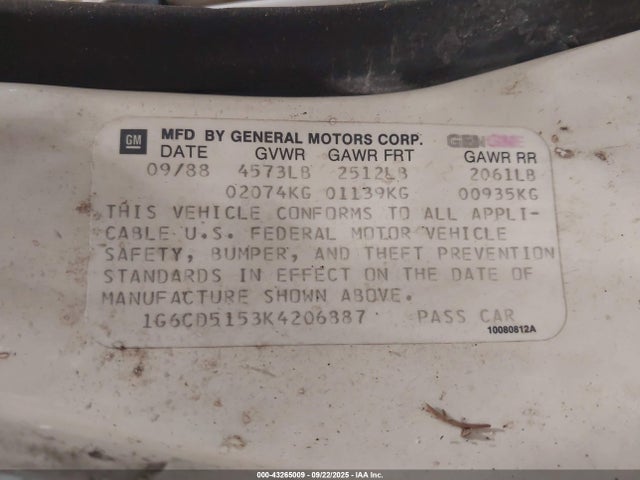 GM MFD BY GENERAL MOTORS CORP.
DATE GVWR GAWR FRT GAWR RR
09/88 4573LB 2512LB 2061LB
02074KG 01139KG 00935KG
THIS VEHICLE CONFORMS TO ALL APPLI-
CABLE U.S. FEDERAL MOTOR VEHICLE
SAFETY, BUMPER, AND THEFT PREVENTION
STANDARDS IN EFFECT ON THE DATE OF
MANUFACTURE SHOWN ABOVE.
1G6CD5153K4206887 PASS CAR
10080812A
000-43265009 - 09/22/2025 - IAA Inc.